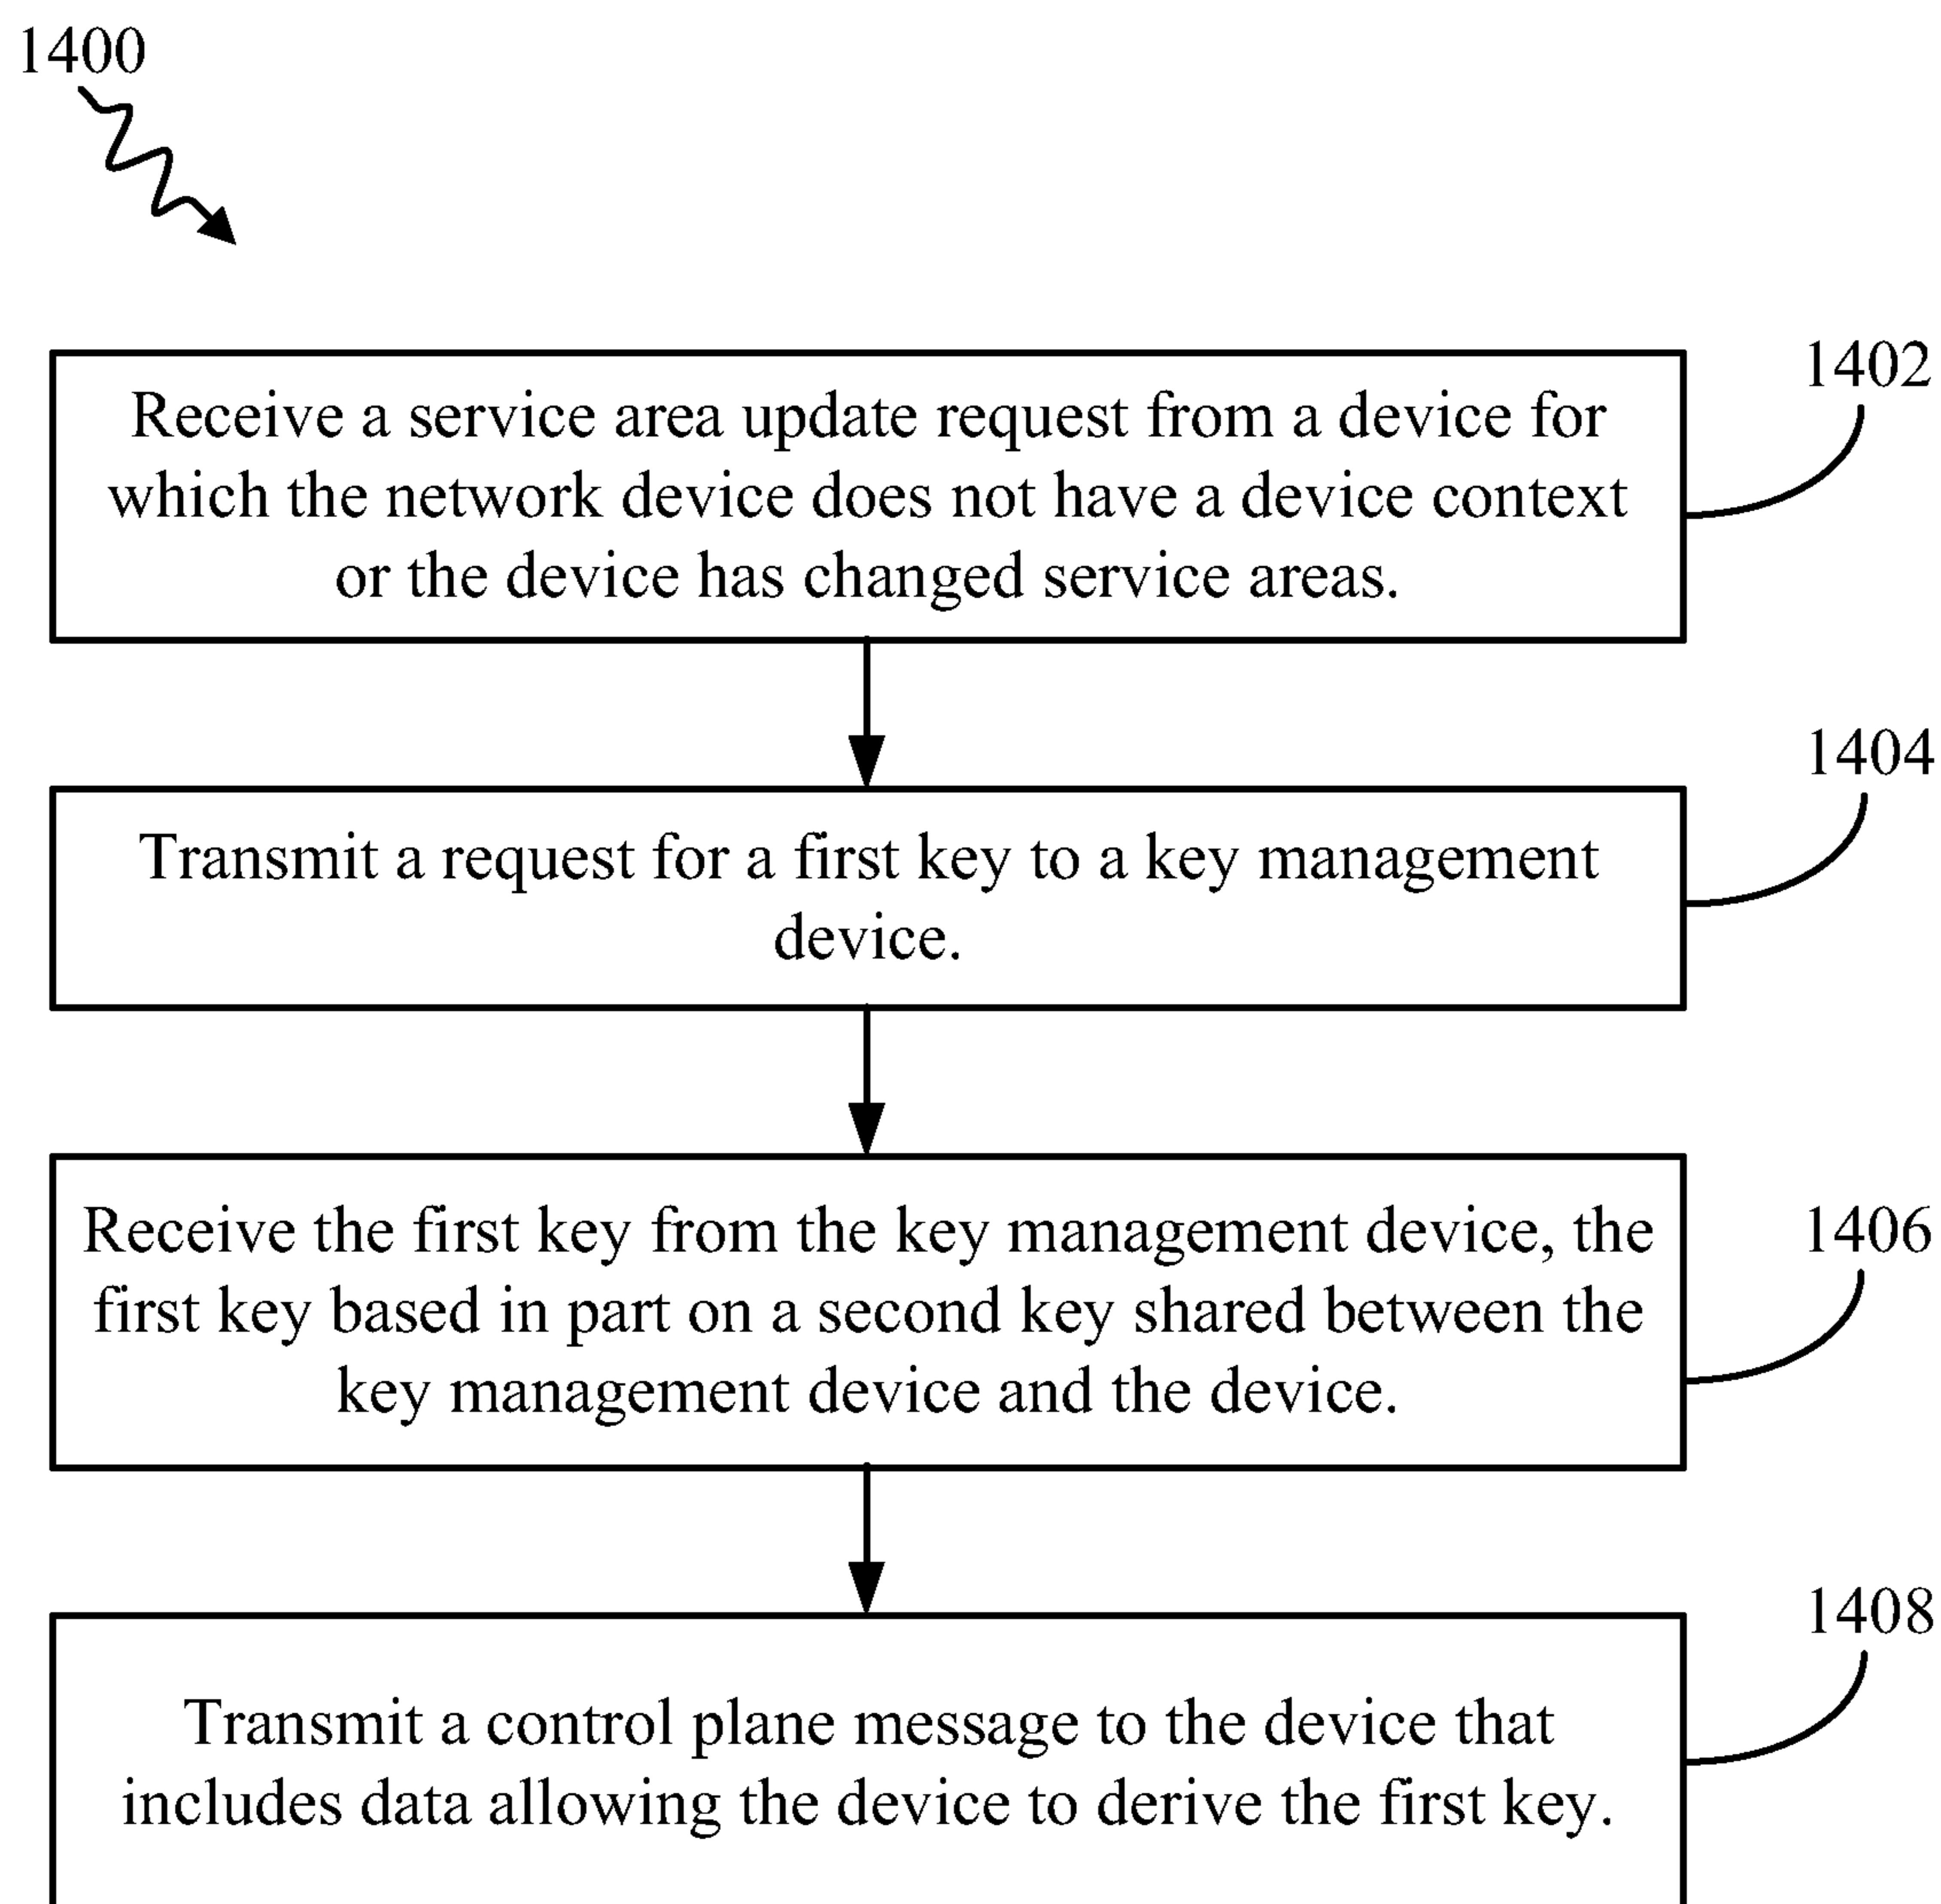 1400
1402
Receive a service area update request from a device for
which the network device does not have a device context
or the device has changed service areas.
1404
Transmit a request for a first key to a key management
device.
1406
Receive the first key from the key management device, the
first key based in part on a second key shared between the
key management device and the device.
1408
Transmit a control plane message to the device that
includes data allowing the device to derive the first key.